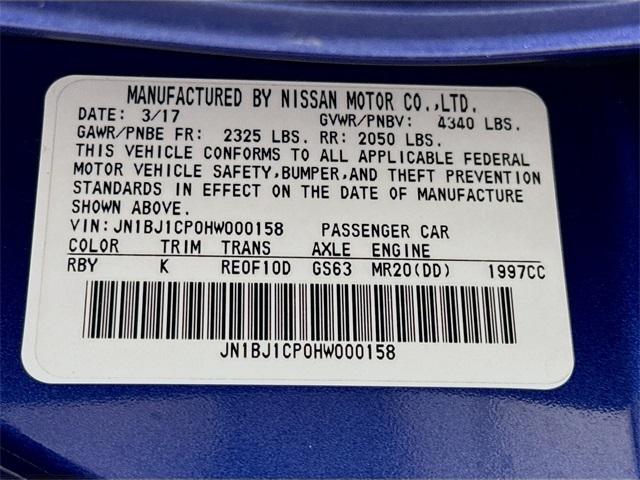 MANUFACTURED BY NISSAN MOTOR CO.,LTD.
DATE: 3/17 GVWR/PNBV: 4340 LBS.
GAWR/PNBE FR: 2325 LBS. RR: 2050 LBS.
THIS VEHICLE CONFORMS TO ALL APPLICABLE FEDERAL
MOTOR VEHICLE SAFETY,BUMPER,AND THEFT PREVENTION
STANDARDS IN EFFECT ON THE DATE OF MANUFACTURE
SHOWN ABOVE.
VIN:JN1BJ1CP0HW000158 PASSENGER CAR
COLOR TRIM TRANS AXLE ENGINE
RBY K RE0F10D GS63 MR20(DD) 1997CC
JN1BJ1CP0HW000158